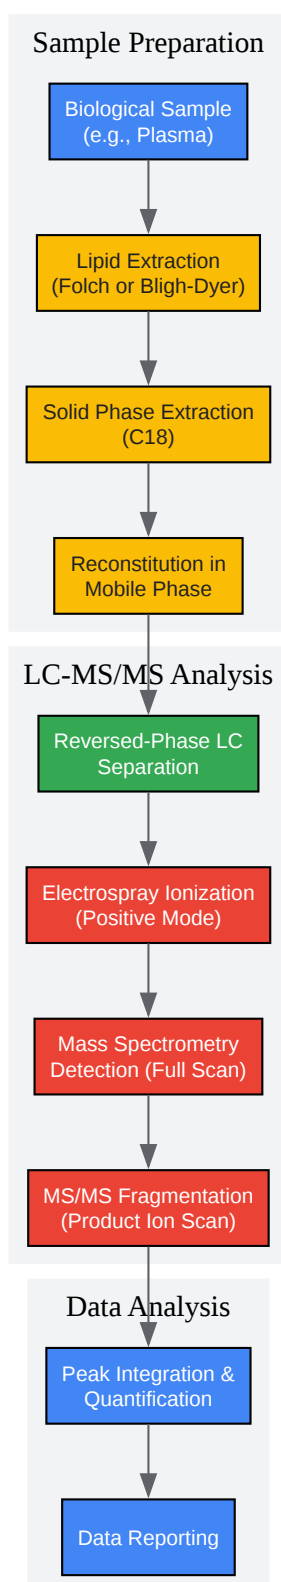 Sample Preparation
Biological Sample
(e.g., Plasma)
Lipid Extraction
(Folch or Bligh-Dyer)
Solid Phase Extraction
(C18)
Reconstitution in
Mobile Phase
LC-MS/MS Analysis
Reversed-Phase LC
Separation
Electrospray Ionization
(Positive Mode)
Mass Spectrometry
Detection (Full Scan)
MS/MS Fragmentation
(Product Ion Scan)
Data Analysis
Peak Integration &
Quantification
Data Reporting